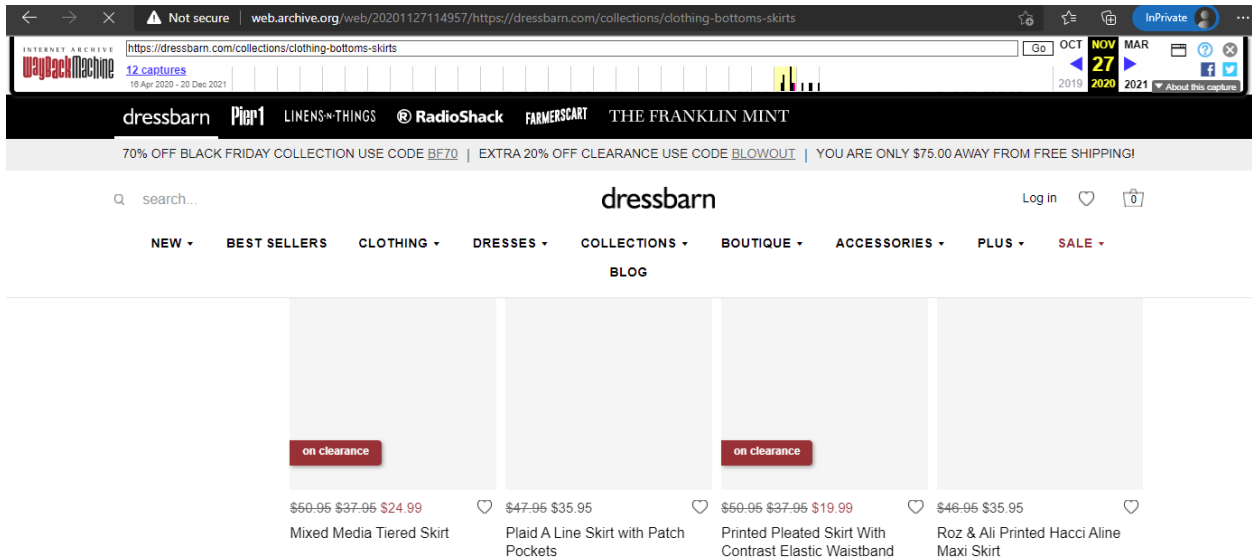 Not secure | web.archive.org/web/20201127114957/https://dressbarn.com/collections/clothing-bottoms-skirts
InPrivate
INTERNET ARCHIVE
WayBackMachine
https://dressbarn.com/collections/clothing-bottoms-skirts
Go
OCT NOV MAR
12 captures
27
16 Apr 2020 - 20 Dec 2021
2019 2020 2021
About this capture
dressbarn Pier1 LINENS·N·THINGS ® RadioShack FARMERSCART THE FRANKLIN MINT
70% OFF BLACK FRIDAY COLLECTION USE CODE BF70 | EXTRA 20% OFF CLEARANCE USE CODE BLOWOUT | YOU ARE ONLY $75.00 AWAY FROM FREE SHIPPING!
search...
dressbarn
Log in
0
NEW BEST SELLERS CLOTHING DRESSES COLLECTIONS BOUTIQUE ACCESSORIES PLUS SALE
BLOG
on clearance
on clearance
$50.95 $37.95 $24.99
Mixed Media Tiered Skirt
$47.95 $35.95
Plaid A Line Skirt with Patch
Pockets
$50.95 $37.95 $19.99
Printed Pleated Skirt With
Contrast Elastic Waistband
$46.95 $35.95
Roz & Ali Printed Hacci Aline
Maxi Skirt